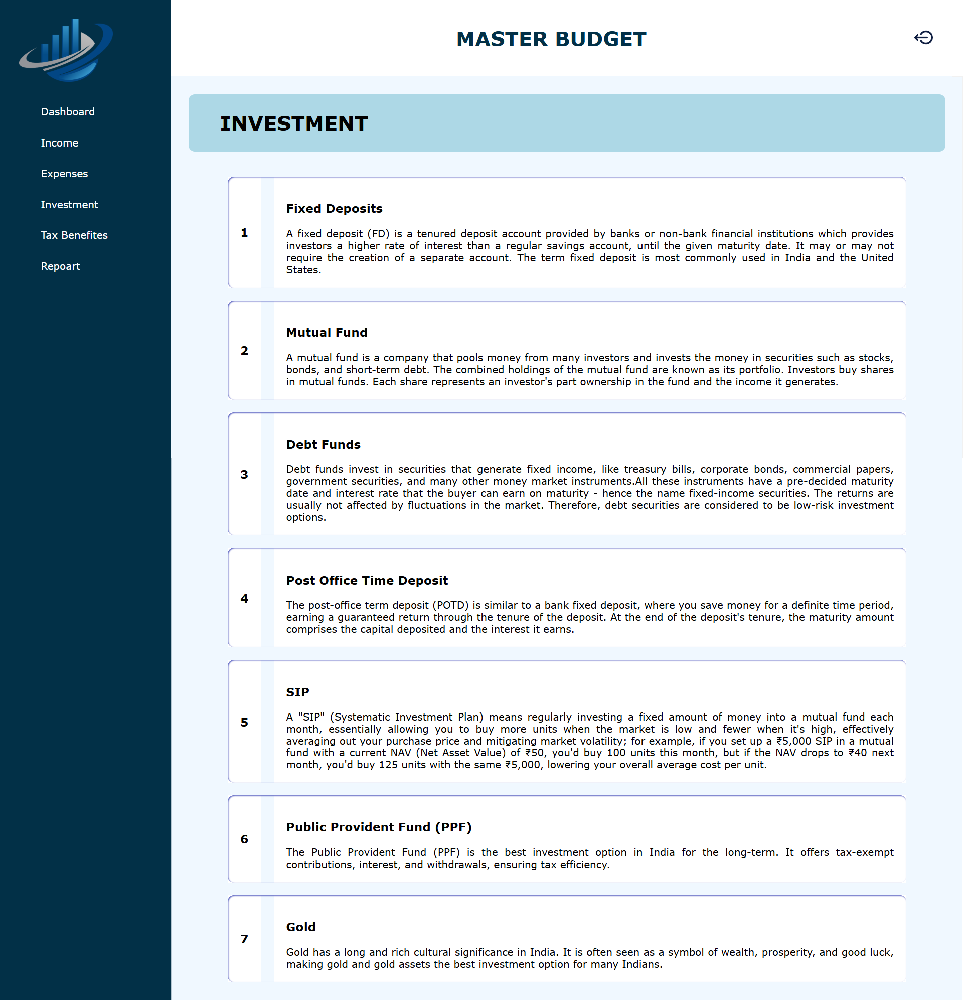 MASTER BUDGET
Dashboard
Income
Expenses
Investment
Tax Benefites
Repoart
INVESTMENT
1
Fixed Deposits
A fixed deposit (FD) is a tenured deposit account provided by banks or non-bank financial institutions which provides
investors a higher rate of interest than a regular savings account, until the given maturity date. It may or may not
require the creation of a separate account. The term fixed deposit is most commonly used in India and the United
States.
2
Mutual Fund
A mutual fund is a company that pools money from many investors and invests the money in securities such as stocks,
bonds, and short-term debt. The combined holdings of the mutual fund are known as its portfolio. Investors buy shares
in mutual funds. Each share represents an investor's part ownership in the fund and the income it generates.
3
Debt Funds
Debt funds invest in securities that generate fixed income, like treasury bills, corporate bonds, commercial papers,
government securities, and many other money market instruments.All these instruments have a pre-decided maturity
date and interest rate that the buyer can earn on maturity - hence the name fixed-income securities. The returns are
usually not affected by fluctuations in the market. Therefore, debt securities are considered to be low-risk investment
options.
4
Post Office Time Deposit
The post-office term deposit (POTD) is similar to a bank fixed deposit, where you save money for a definite time period,
earning a guaranteed return through the tenure of the deposit. At the end of the deposit's tenure, the maturity amount
comprises the capital deposited and the interest it earns.
5
SIP
A "SIP" (Systematic Investment Plan) means regularly investing a fixed amount of money into a mutual fund each
month, essentially allowing you to buy more units when the market is low and fewer when it's high, effectively
averaging out your purchase price and mitigating market volatility; for example, if you set up a ₹5,000 SIP in a mutual
fund with a current NAV (Net Asset Value) of ₹50, you'd buy 100 units this month, but if the NAV drops to ₹40 next
month, you'd buy 125 units with the same ₹5,000, lowering your overall average cost per unit.
6
Public Provident Fund (PPF)
The Public Provident Fund (PPF) is the best investment option in India for the long-term. It offers tax-exempt
contributions, interest, and withdrawals, ensuring tax efficiency.
7
Gold
Gold has a long and rich cultural significance in India. It is often seen as a symbol of wealth, prosperity, and good luck,
making gold and gold assets the best investment option for many Indians.